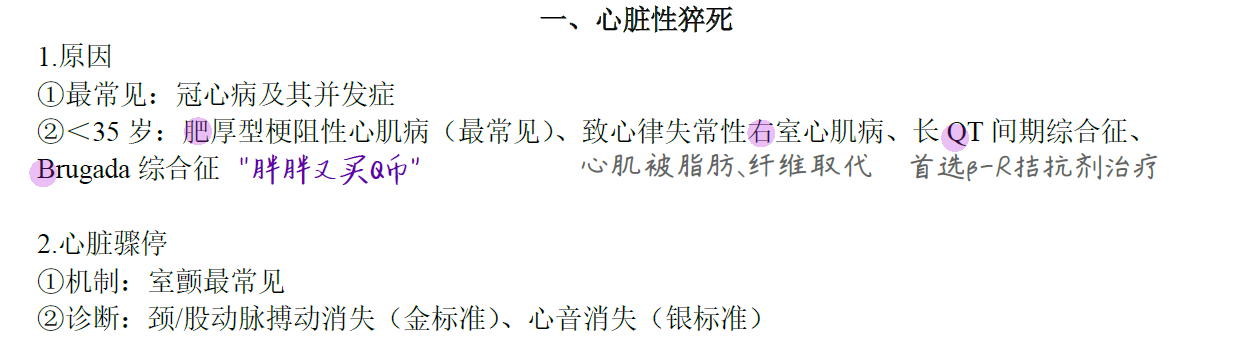 一、心脏性猝死
1.原因
①最常见：冠心病及其并发症
②＜35 岁：肥厚型梗阻性心肌病（最常见）、致心律失常性右室心肌病、长 QT 间期综合征、
Brugada 综合征 "胖胖又买Q币" 心肌被脂肪、纤维取代 首选β-R拮抗剂治疗
2.心脏骤停
①机制：室颤最常见
②诊断：颈/股动脉搏动消失（金标准）、心音消失（银标准）